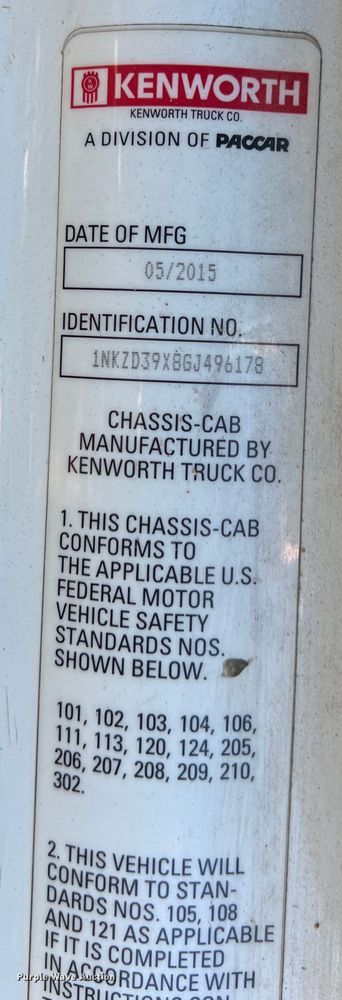 KENWORTH
KENWORTH TRUCK CO.
A DIVISION OF PACCAR
DATE OF MFG
05/2015
IDENTIFICATION NO.
1NKZD39X8GJ496178
CHASSIS-CAB
MANUFACTURED BY
KENWORTH TRUCK CO.
1. THIS CHASSIS-CAB
CONFORMS TO
THE APPLICABLE U.S.
FEDERAL MOTOR
VEHICLE SAFETY
STANDARDS NOS.
SHOWN BELOW.
101, 102, 103, 104, 106,
111, 113, 120, 124, 205,
206, 207, 208, 209, 210,
302.
2. THIS VEHICLE WILL
CONFORM TO STAN-
DARDS NOS. 105, 108
AND 121 AS APPLICABLE
IF IT IS COMPLETED
IN ACCORDANCE WITH
Purple Wave Auction